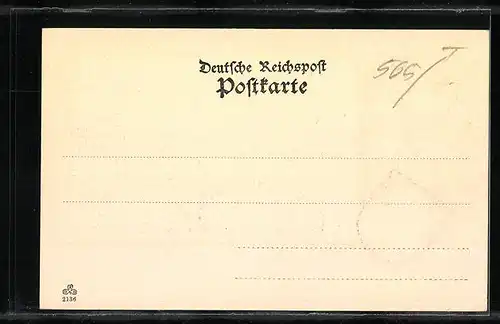 Deutsche Reichspost
Postkarte
565
2136